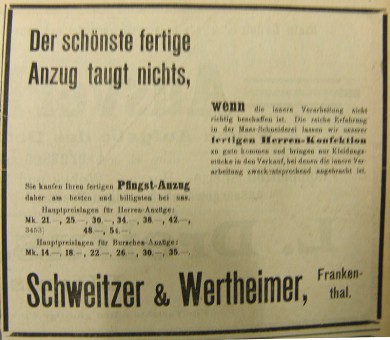 Der schönste fertige
Anzug taugt nichts,
wenn die innere Verarbeitung nicht
richtig beschaffen ist. Die reiche Erfahrung
in der Mass-Schneiderei lassen wir unserer
fertigen Herren-Konfektion
zu gute kommen und bringen nur Kleidungs-
stücke in den Verkauf, bei denen die innere Ver-
arbeitung zweckentsprechend angebracht ist.
Sie kaufen Ihren fertigen Pfingst-Anzug
daher am besten und billigsten bei uns.
Hauptpreislagen für Herren-Anzüge:
Mk. 21.—, 25.—, 30.—, 34.—, 38.—, 42.—,
3453] 48.—, 54.—.
Hauptpreislagen für Burschen-Anzüge:
Mk. 14.—, 18.—, 22.—, 26.—, 30.—, 35.—.
Schweitzer & Wertheimer, Franken-
thal.